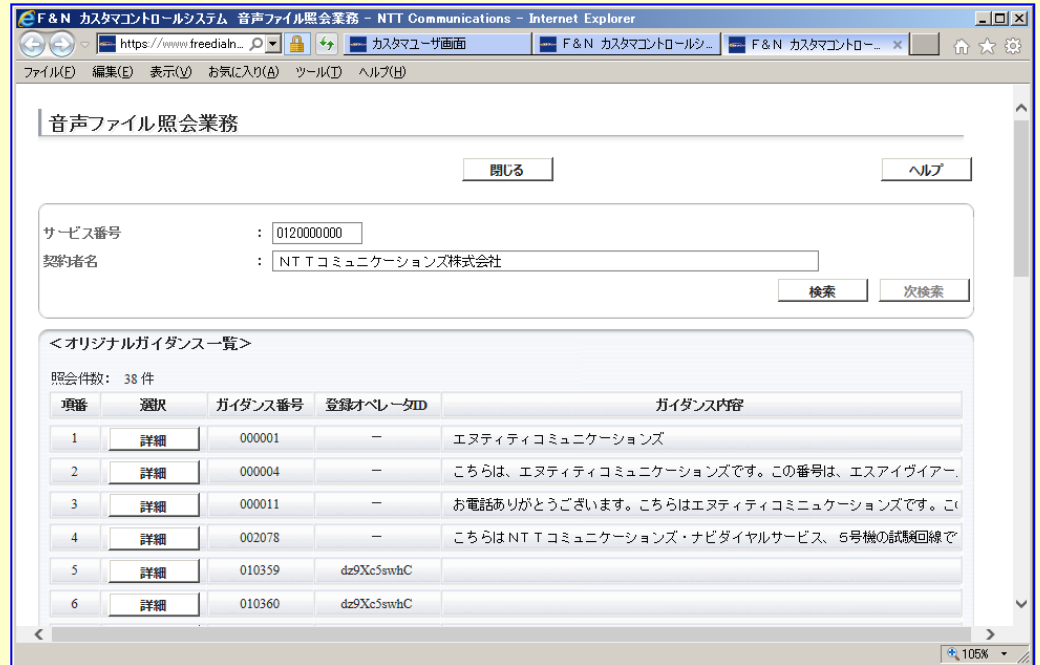 F&N カスタマコントロールシステム 音声ファイル照会業務 - NTT Communications - Internet Explorer
https://www.freedialn...
カスタマユーザ画面
F&N カスタマコントロールシ...
F&N カスタマコントロー...
ファイル(F) 編集(E) 表示(V) お気に入り(A) ツール(T) ヘルプ(H)
音声ファイル照会業務
閉じる
ヘルプ
サービス番号 : 0120000000
契約者名 : NTTコミュニケーションズ株式会社
検索 次検索
<オリジナルガイダンス一覧>
照会件数: 38 件
項番 選択 ガイダンス番号 登録オペレータID ガイダンス内容
1 詳細 000001 － エヌティティコミュニケーションズ
2 詳細 000004 － こちらは、エヌティティコミュニケーションズです。この番号は、エスアイヴイアー
3 詳細 000011 － お電話ありがとうございます。こちらはエヌティティコミニュケーションズです。こ
4 詳細 002078 － こちらはNTTコミュニケーションズ・ナビダイヤルサービス、5号機の試験回線で
5 詳細 010359 dz9Xc5swhC
6 詳細 010360 dz9Xc5swhC
105%